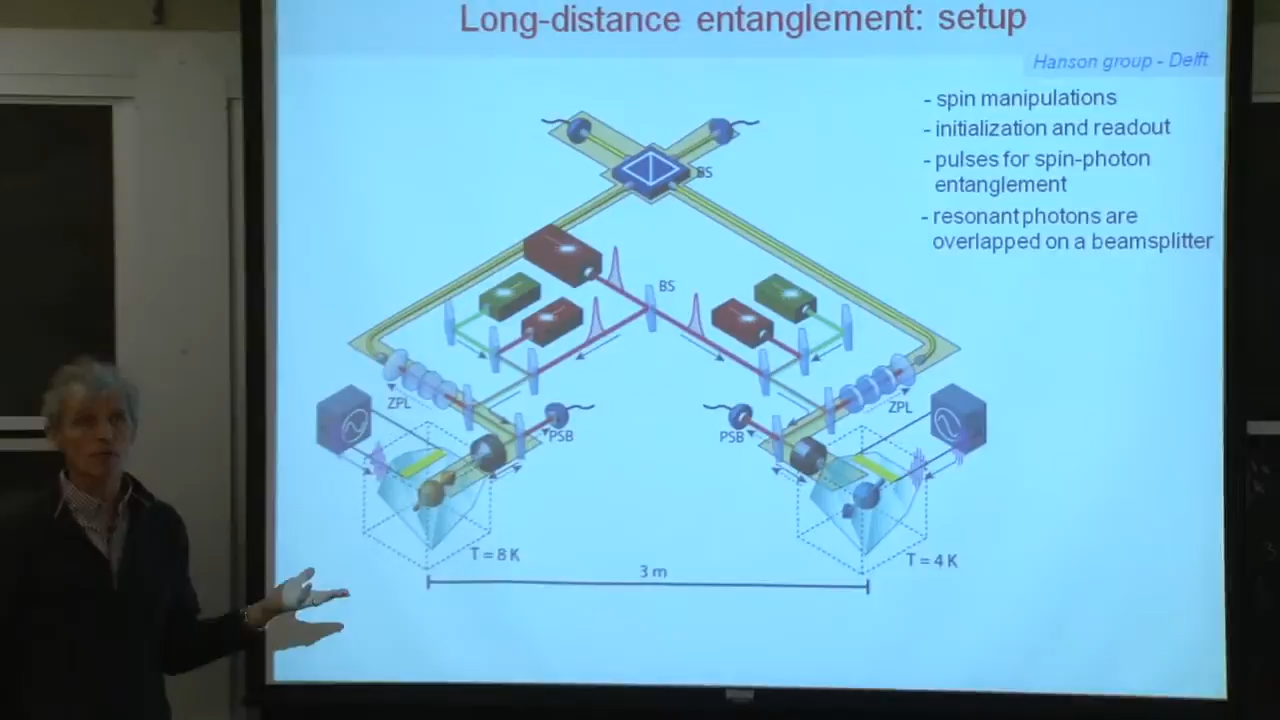 Long-distance entanglement: setup
Hanson group - Delft
- spin manipulations
- initialization and readout
- pulses for spin-photon
entanglement
- resonant photons are
overlapped on a beamsplitter
BS
BS
ZPL
ZPL
PSB
PSB
T = 8 K
T = 4 K
3 m